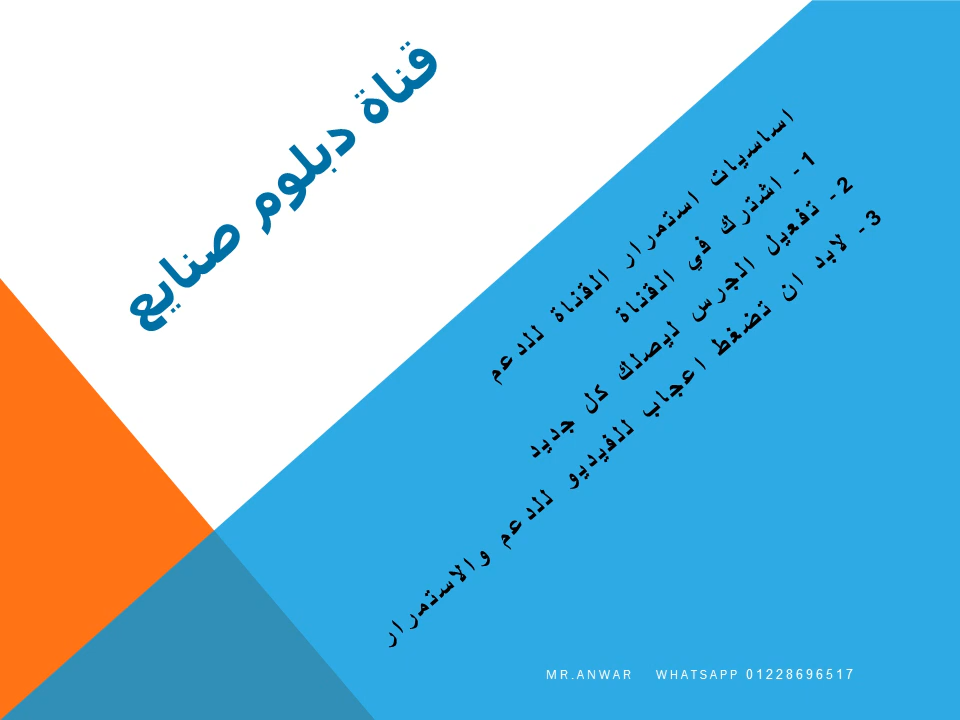 قناة دبلوم صنايع
اساسيات استمرار القناة للدعم
1- اشترك في القناة
2- تفعيل الجرس ليصلك كل جديد
3- لابد ان تضغط اعجاب للفيديو للدعم والاستمرار
MR.ANWAR WHATSAPP 01228696517